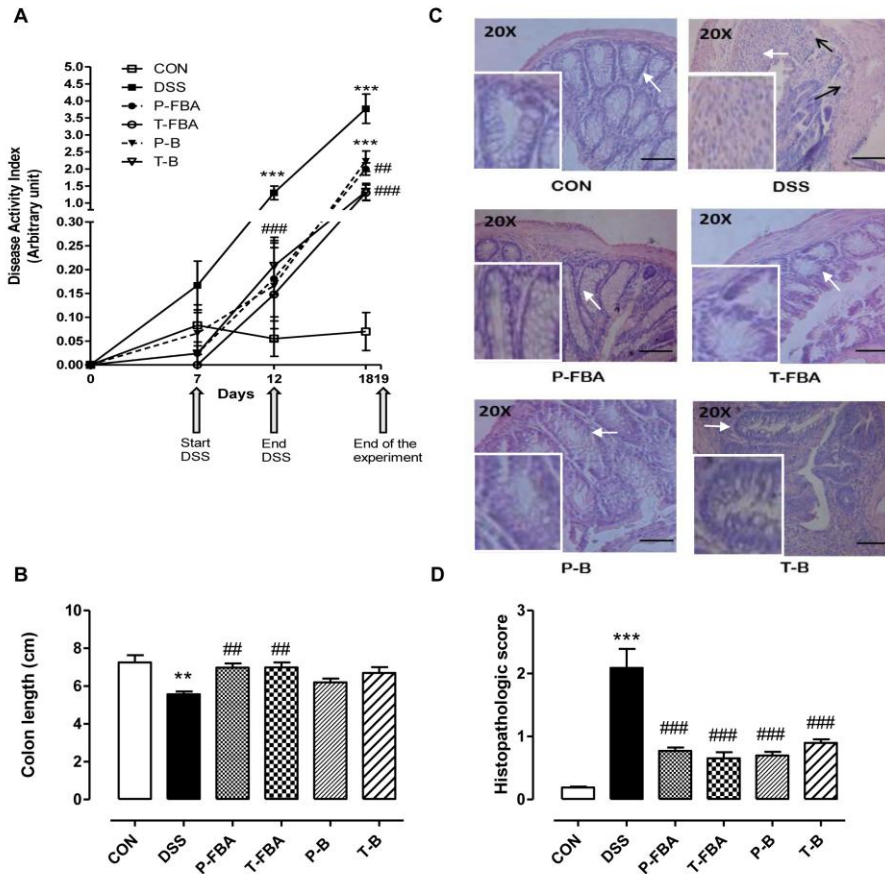 A
CON
DSS
P-FBA
T-FBA
P-B
T-B
Disease Activity Index
(Arbitrary unit)
5.0
4.5
4.0
3.5
3.0
2.5
2.0
1.5
1.0
0.25
0.20
0.15
0.10
0.05
0.00
***
***
***
##
###
###
0 7 12 1819
Days
Start
DSS
End
DSS
End of the
experiment
C
20X
CON
20X
DSS
20X
P-FBA
20X
T-FBA
20X
P-B
20X
T-B
B
Colon length (cm)
10
8
6
4
2
0
**
##
##
CON
DSS
P-FBA
T-FBA
P-B
T-B
D
Histopathologic score
3
2
1
0
***
###
###
###
###
CON
DSS
P-FBA
T-FBA
P-B
T-B